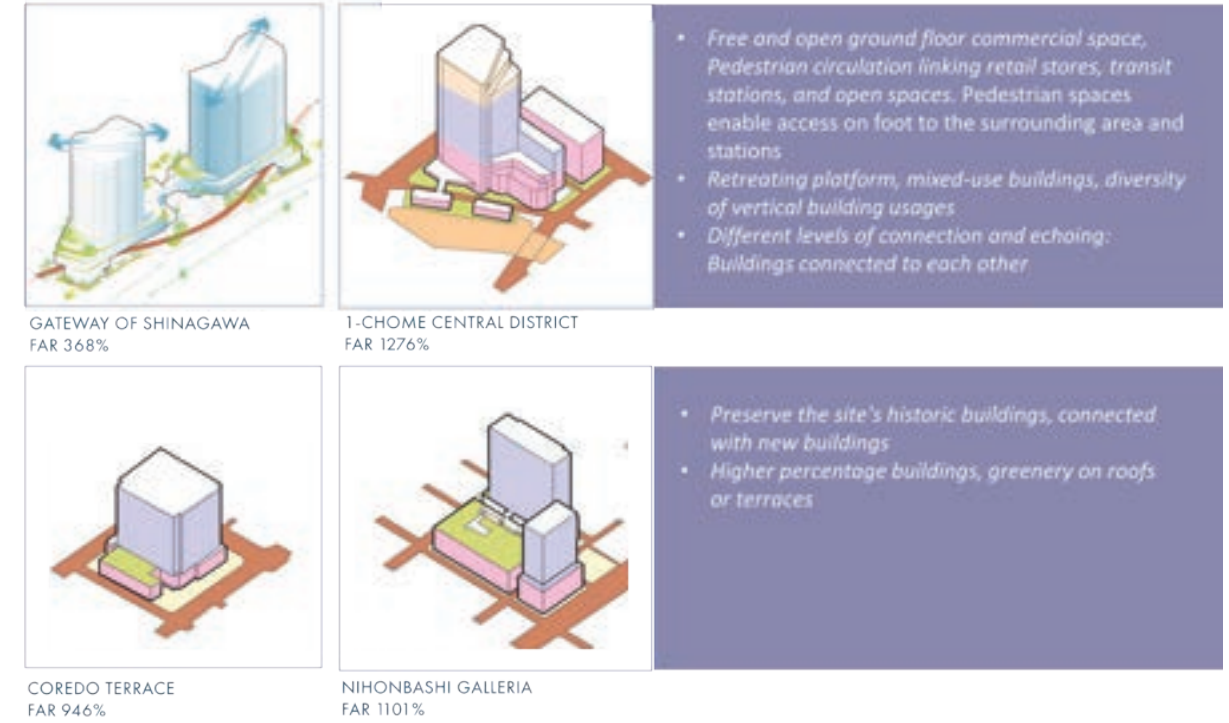 • Free and open ground floor commercial space,
Pedestrian circulation linking retail stores, transit
stations, and open spaces. Pedestrian spaces
enable access on foot to the surrounding area and
stations
• Retreating platform, mixed-use buildings, diversity
of vertical building usages
• Different levels of connection and echoing:
Buildings connected to each other
GATEWAY OF SHINAGAWA
FAR 368%
1-CHOME CENTRAL DISTRICT
FAR 1276%
• Preserve the site's historic buildings, connected
with new buildings
• Higher percentage buildings, greenery on roofs
or terraces
COREDO TERRACE
FAR 946%
NIHONBASHI GALLERIA
FAR 1101%